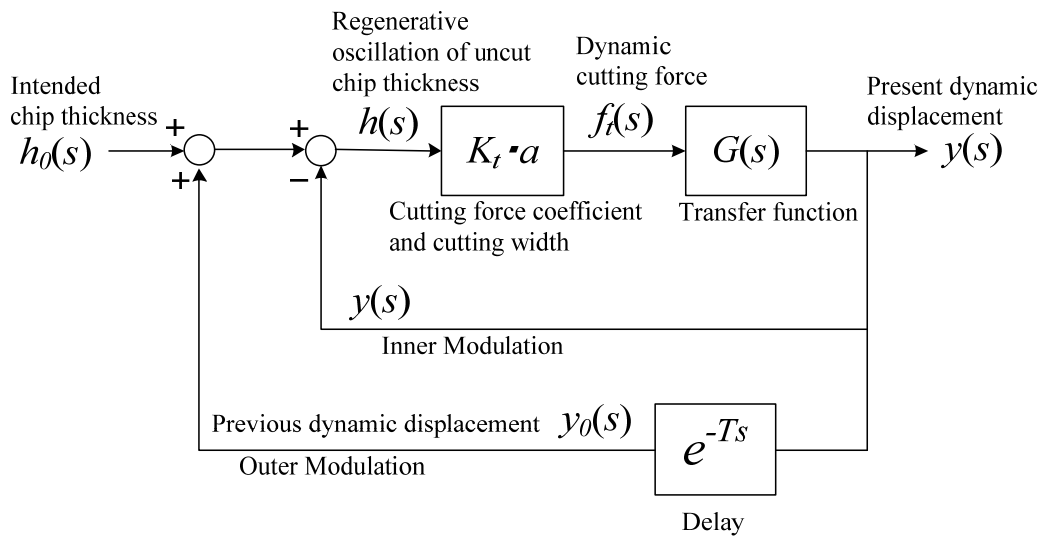 Regenerative
oscillation of uncut
chip thickness
Dynamic
cutting force
Intended
chip thickness
Present dynamic
displacement
h0(s)
+
+
+
−
h(s)
Kt·a
ft(s)
G(s)
y(s)
Cutting force coefficient
and cutting width
Transfer function
y(s)
Inner Modulation
Previous dynamic displacement
y0(s)
e-Ts
Outer Modulation
Delay